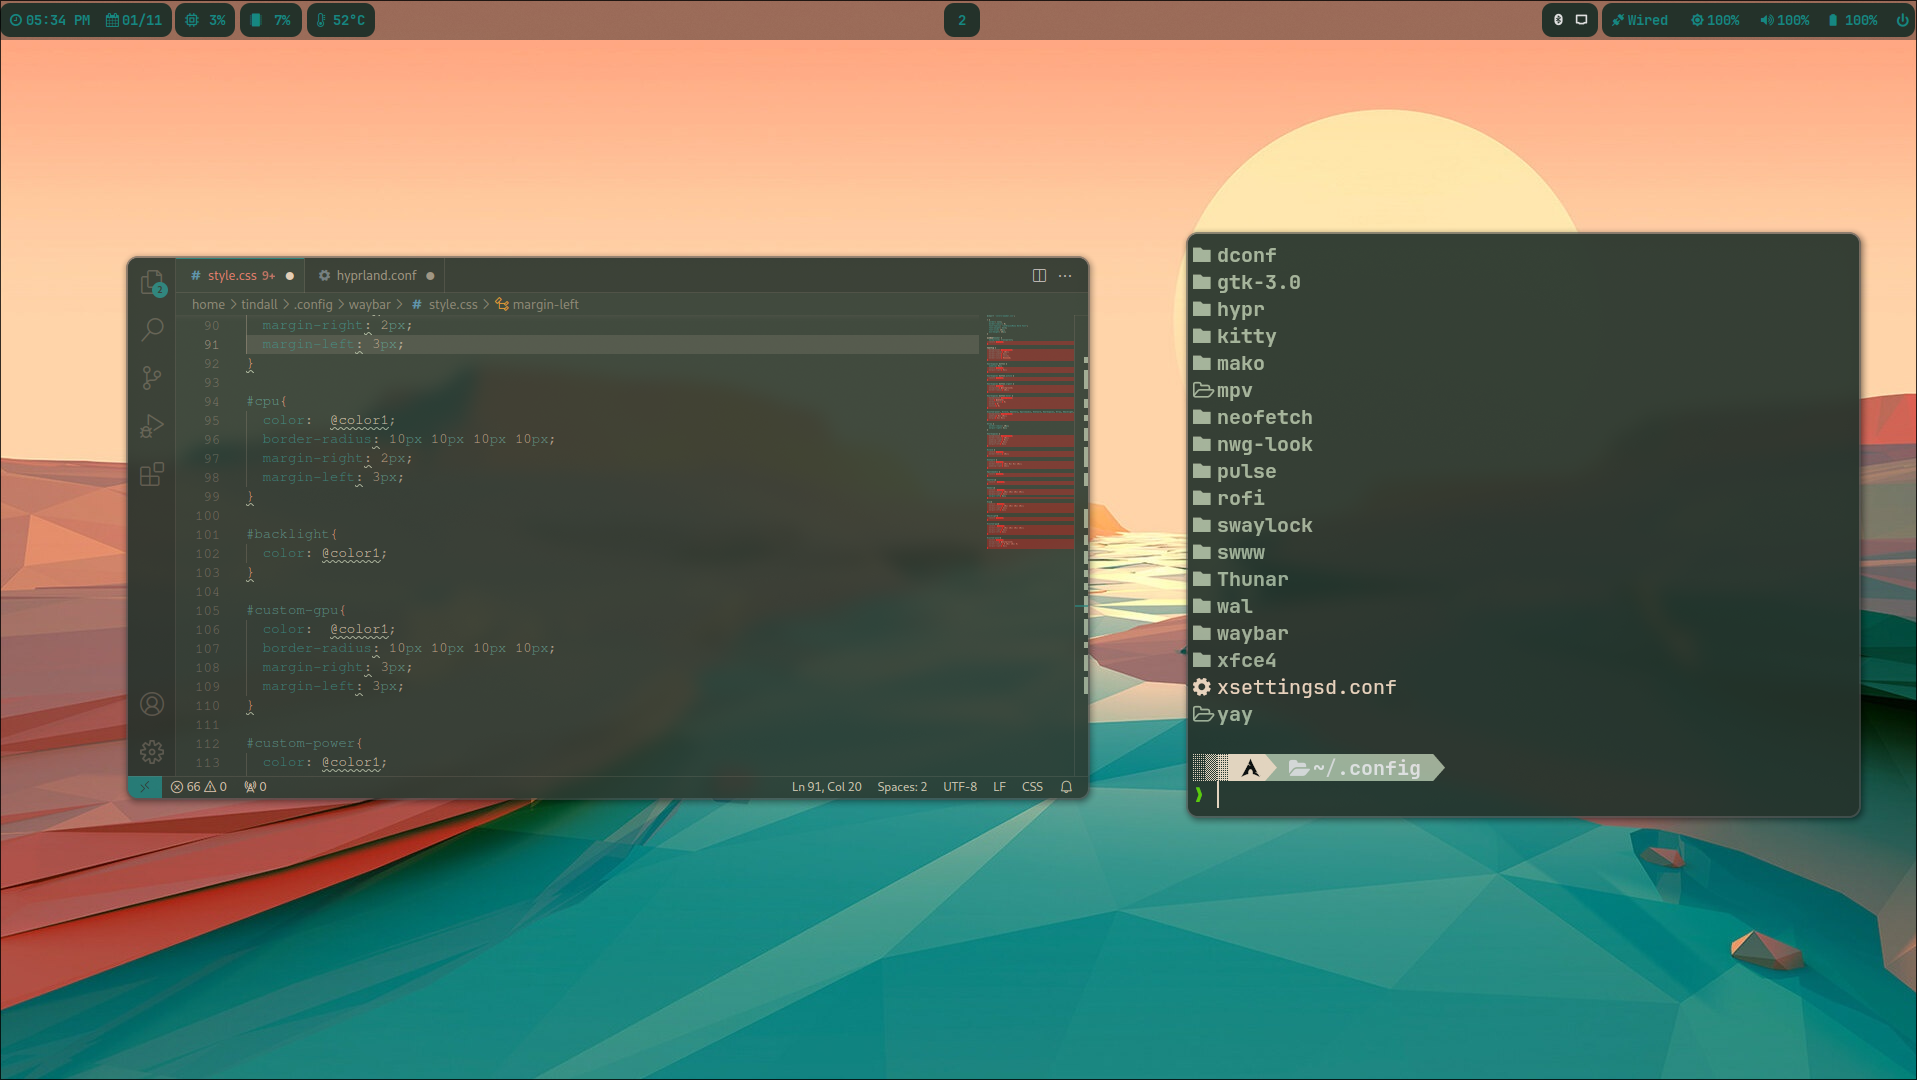 05:34 PM 01/11 3% 7% 52°C 2 Wired 100% 100% 100%
# style.css 9+ ● hyprland.conf ●
2
home > tindall > .config > waybar > # style.css > margin-left
90 margin-right: 2px;
91 margin-left: 3px;
92 }
93
94 #cpu{
95 color: @color1;
96 border-radius: 10px 10px 10px 10px;
97 margin-right: 2px;
98 margin-left: 3px;
99 }
100
101 #backlight{
102 color: @color1;
103 }
104
105 #custom-gpu{
106 color: @color1;
107 border-radius: 10px 10px 10px 10px;
108 margin-right: 3px;
109 margin-left: 3px;
110 }
111
112 #custom-power{
113 color: @color1;
66 0 0 Ln 91, Col 20 Spaces: 2 UTF-8 LF CSS
dconf
gtk-3.0
hypr
kitty
mako
mpv
neofetch
nwg-look
pulse
rofi
swaylock
swww
Thunar
wal
waybar
xfce4
xsettingsd.conf
yay
~/.config
❯